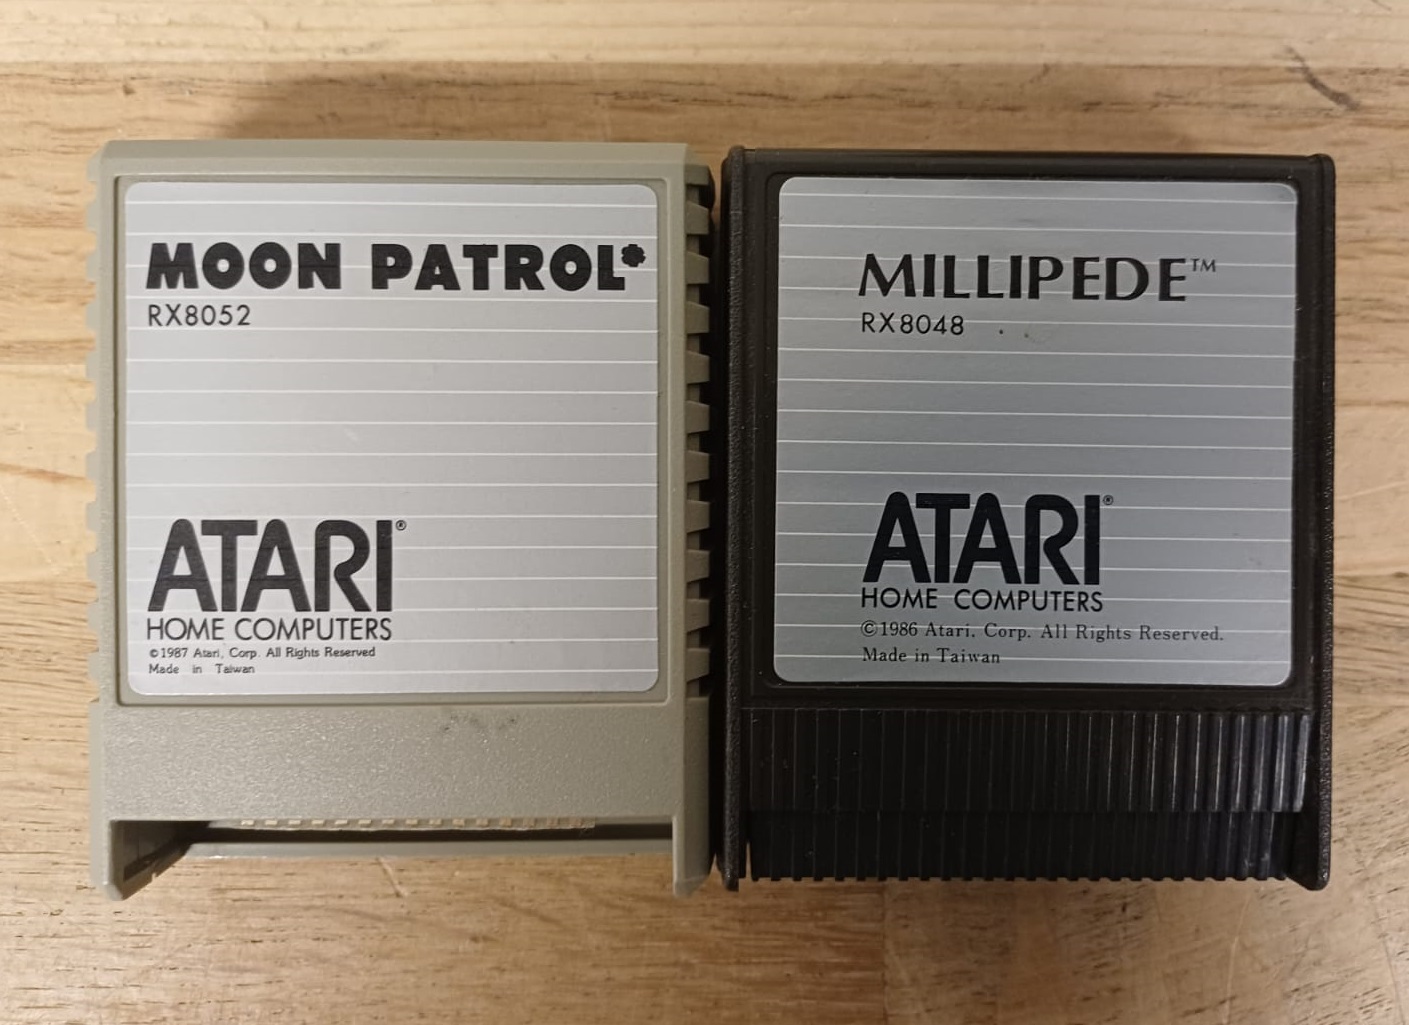 MOON PATROL*
RX8052
ATARI®
HOME COMPUTERS
©1987 Atari, Corp. All Rights Reserved
Made in Taiwan
MILLIPEDE™
RX8048
ATARI®
HOME COMPUTERS
©1986 Atari. Corp. All Rights Reserved.
Made in Taiwan